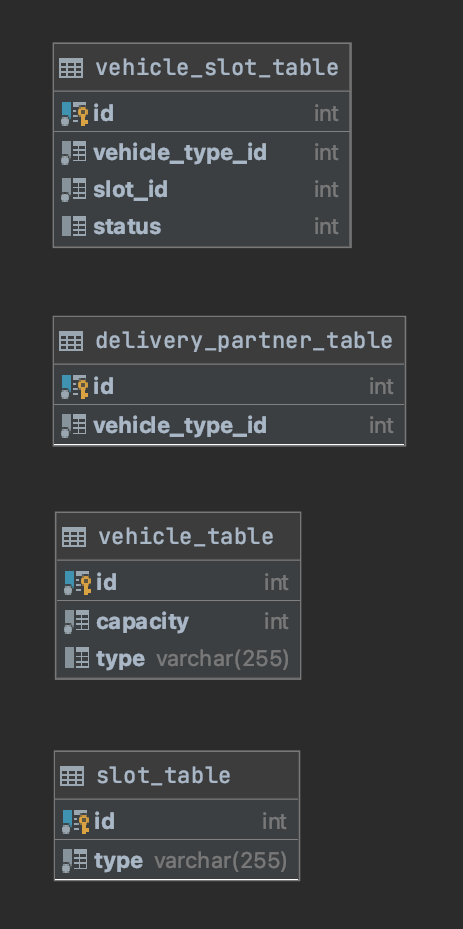 vehicle_slot_table
id int
vehicle_type_id int
slot_id int
status int
delivery_partner_table
id int
vehicle_type_id int
vehicle_table
id int
capacity int
type varchar(255)
slot_table
id int
type varchar(255)